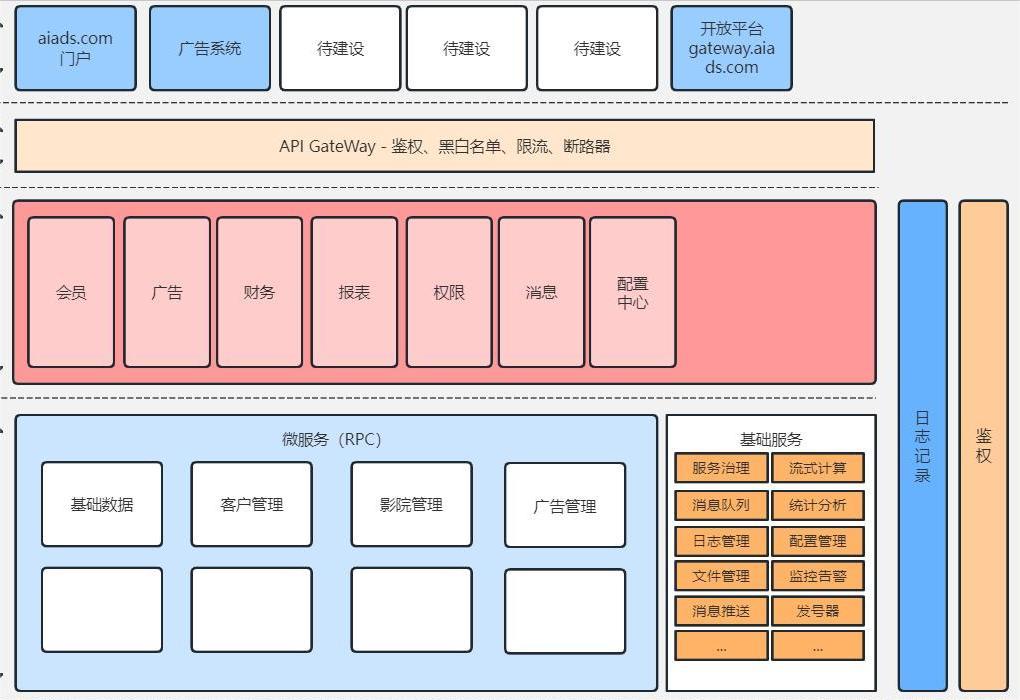 aiads.com
门户
广告系统
待建设
待建设
待建设
开放平台
gateway.aia
ds.com
API GateWay - 鉴权、黑白名单、限流、断路器
会员
广告
财务
报表
权限
消息
配置
中心
微服务（RPC）
基础数据
客户管理
影院管理
广告管理
基础服务
服务治理
流式计算
消息队列
统计分析
日志管理
配置管理
文件管理
监控告警
消息推送
发号器
...
...
日
志
记
录
鉴
权